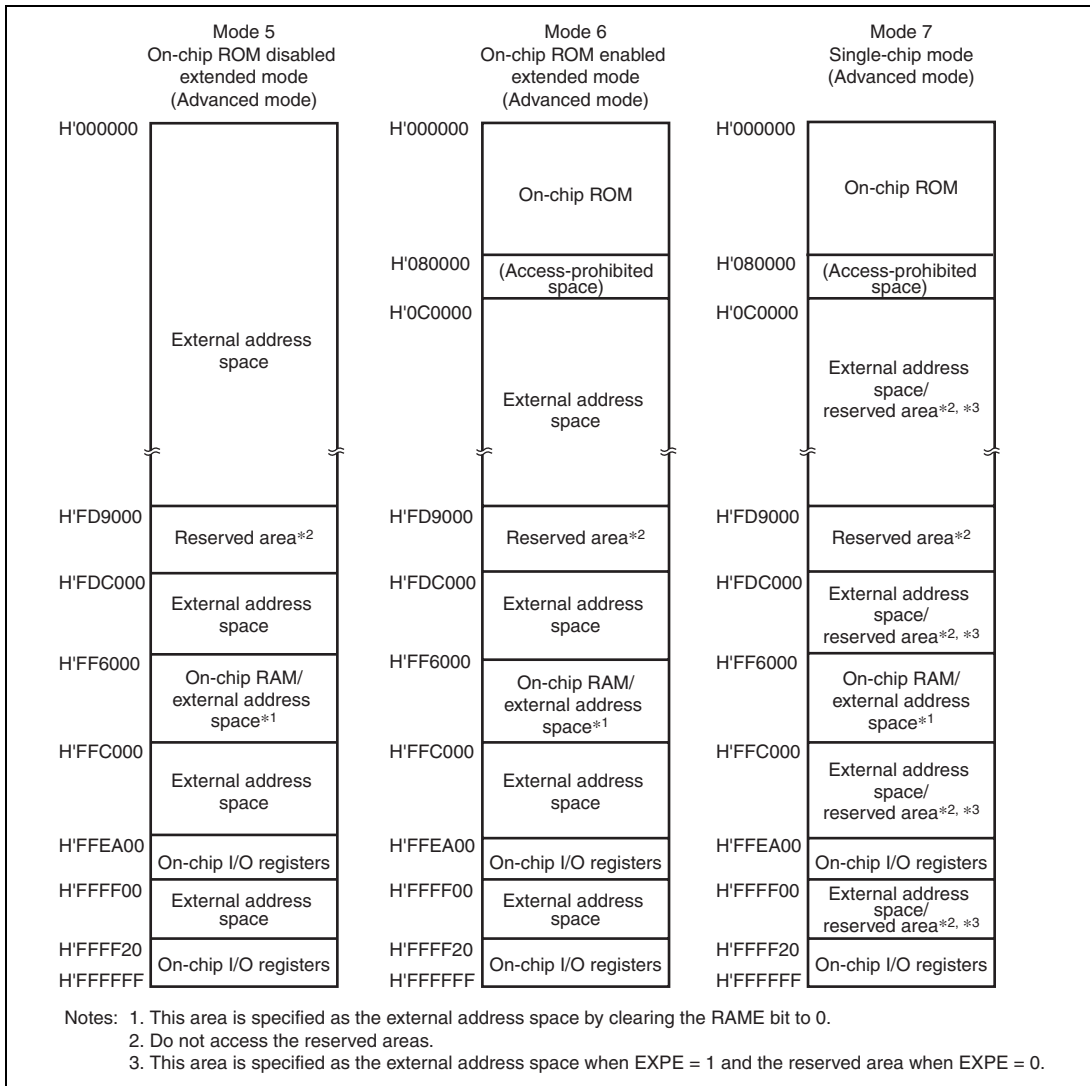 Mode 5
On-chip ROM disabled
extended mode
(Advanced mode)
H'000000
External address
space
H'FD9000
Reserved area*2
H'FDC000
External address
space
H'FF6000
On-chip RAM/
external address
space*1
H'FFC000
External address
space
H'FFEA00
On-chip I/O registers
H'FFFF00
External address
space
H'FFFF20
On-chip I/O registers
H'FFFFFF
Mode 6
On-chip ROM enabled
extended mode
(Advanced mode)
H'000000
On-chip ROM
H'080000
(Access-prohibited
space)
H'0C0000
External address
space
H'FD9000
Reserved area*2
H'FDC000
External address
space
H'FF6000
On-chip RAM/
external address
space*1
H'FFC000
External address
space
H'FFEA00
On-chip I/O registers
H'FFFF00
External address
space
H'FFFF20
On-chip I/O registers
H'FFFFFF
Mode 7
Single-chip mode
(Advanced mode)
H'000000
On-chip ROM
H'080000
(Access-prohibited
space)
H'0C0000
External address
space/
reserved area*2, *3
H'FD9000
Reserved area*2
H'FDC000
External address
space/
reserved area*2, *3
H'FF6000
On-chip RAM/
external address
space*1
H'FFC000
External address
space/
reserved area*2, *3
H'FFEA00
On-chip I/O registers
H'FFFF00
External address
space/
reserved area*2, *3
H'FFFF20
On-chip I/O registers
H'FFFFFF
Notes: 1. This area is specified as the external address space by clearing the RAME bit to 0.
2. Do not access the reserved areas.
3. This area is specified as the external address space when EXPE = 1 and the reserved area when EXPE = 0.